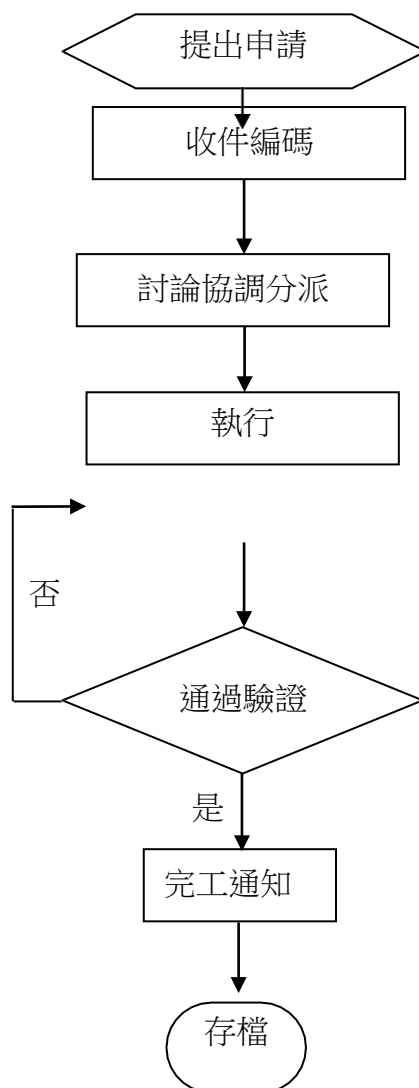 提出申請
收件編碼
討論協調分派
執行
否
通過驗證
是
完工通知
存檔